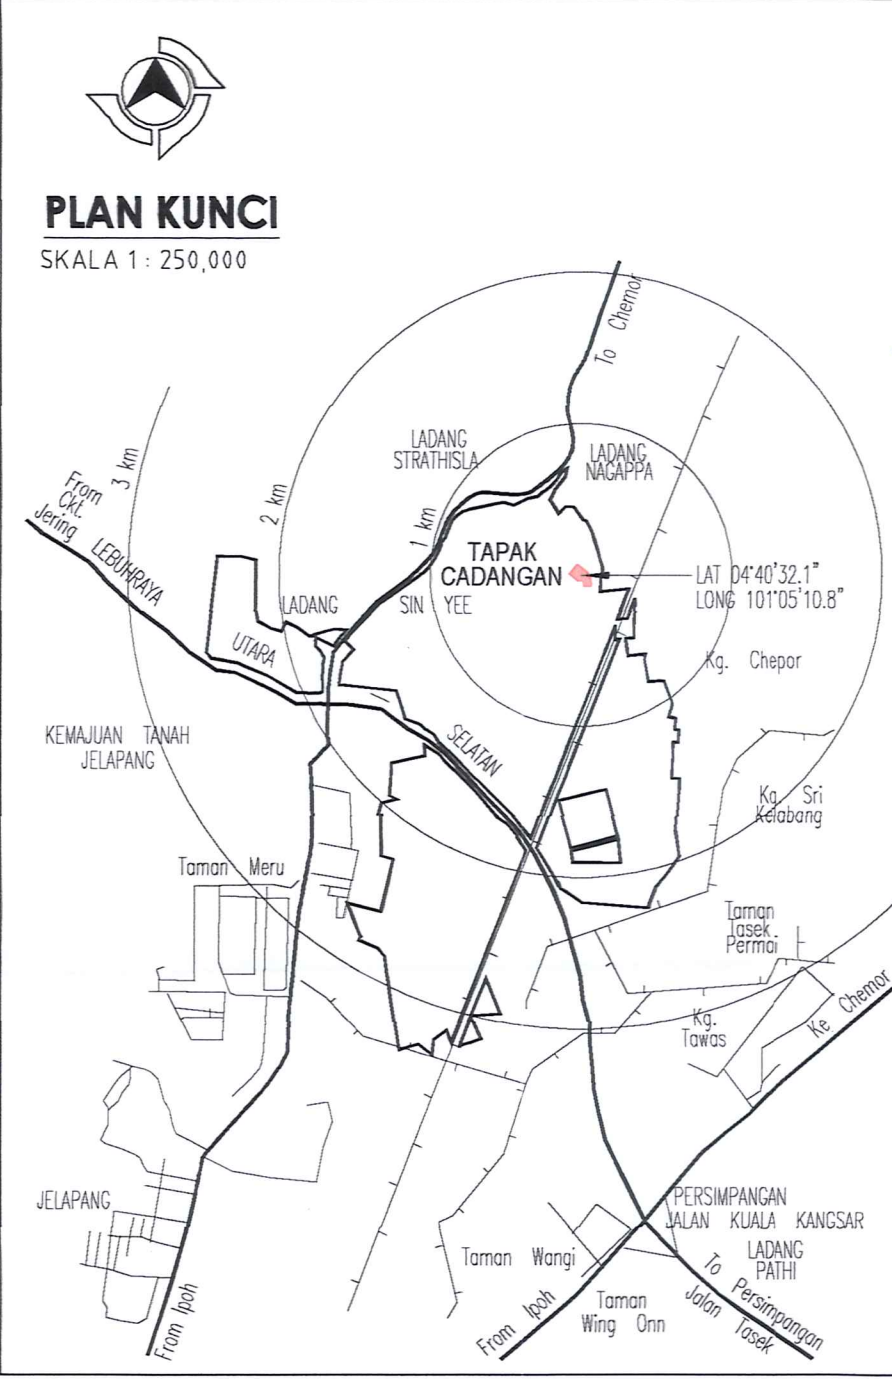 PLAN KUNCI
SKALA 1 : 250,000
To Chemor
LADANG
STRATHISLA
LADANG
NAGAPPA
3 km
2 km
1 km
From
Ckt.
Jering
LEBUHRAYA
TAPAK
CADANGAN
LAT 04°40'32.1"
LONG 101°05'10.8"
LADANG SIN YEE
UTARA
Kg. Chepor
SELATAN
KEMAJUAN TANAH
JELAPANG
Kg. Sri
Kelabang
Taman Meru
Taman
Tasek
Permai
Kg.
Tawas
Ke Chemor
JELAPANG
PERSIMPANGAN
JALAN KUALA KANGSAR
LADANG
PATHI
Taman Wangi
To Persimpangan
Jalan Tasek
From Ipoh
From Ipoh
Taman
Wing Onn